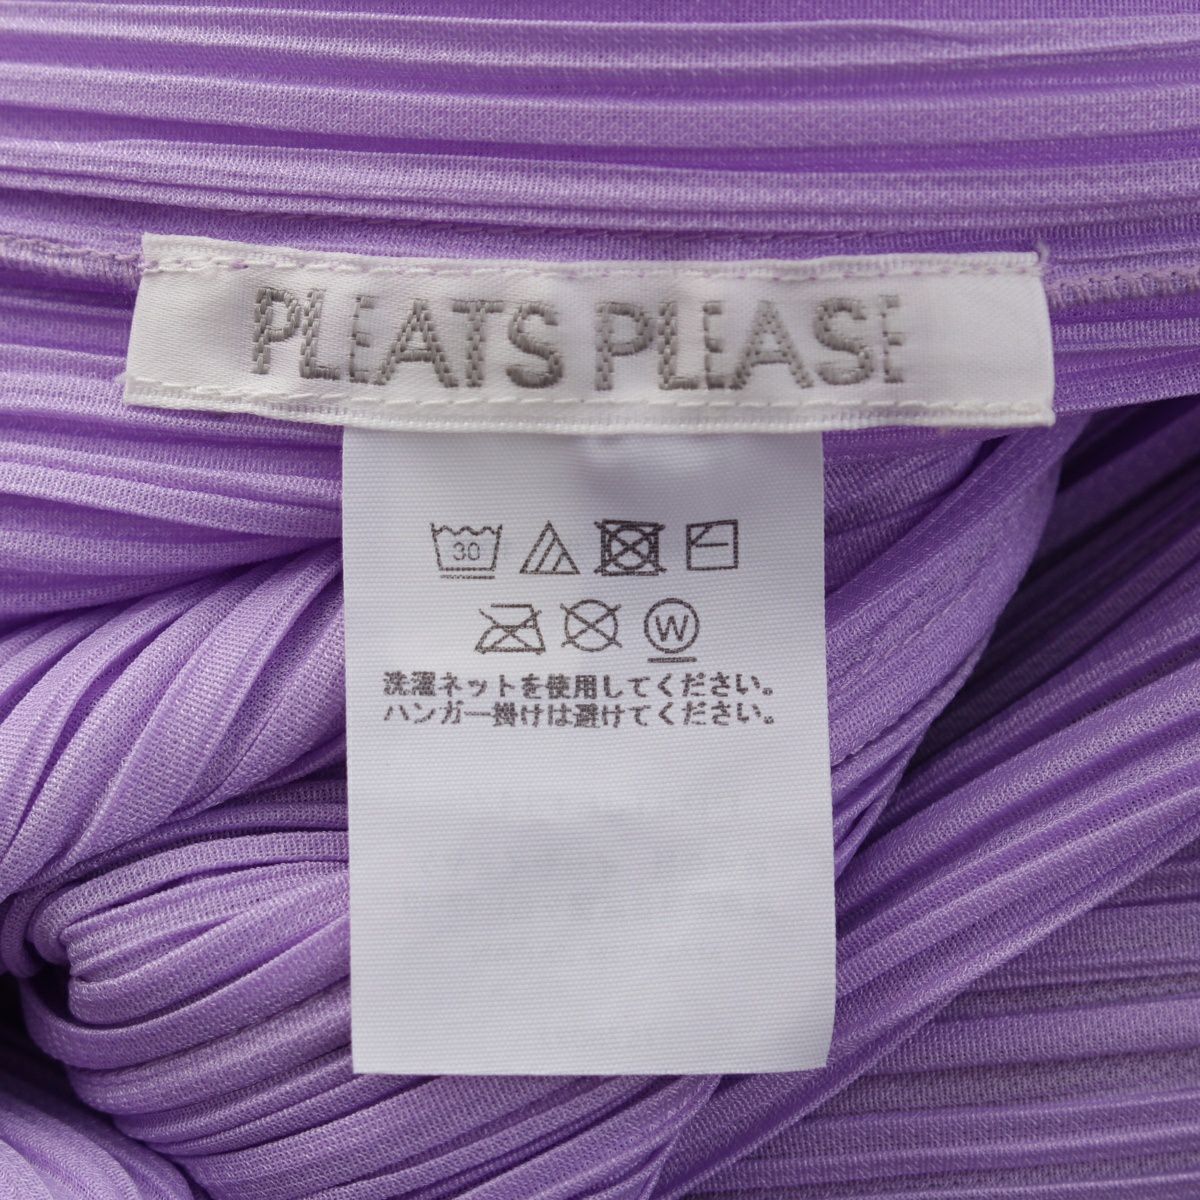 PLEATS PLEASE
30
W
洗濯ネットを使用してください。
ハンガー掛けは避けてください。